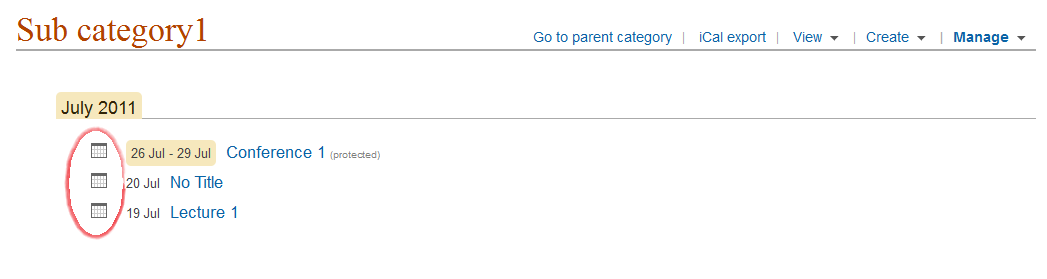 Sub category1
Go to parent category | iCal export | View | Create | Manage
July 2011
26 Jul - 29 Jul Conference 1 (protected)
20 Jul No Title
19 Jul Lecture 1